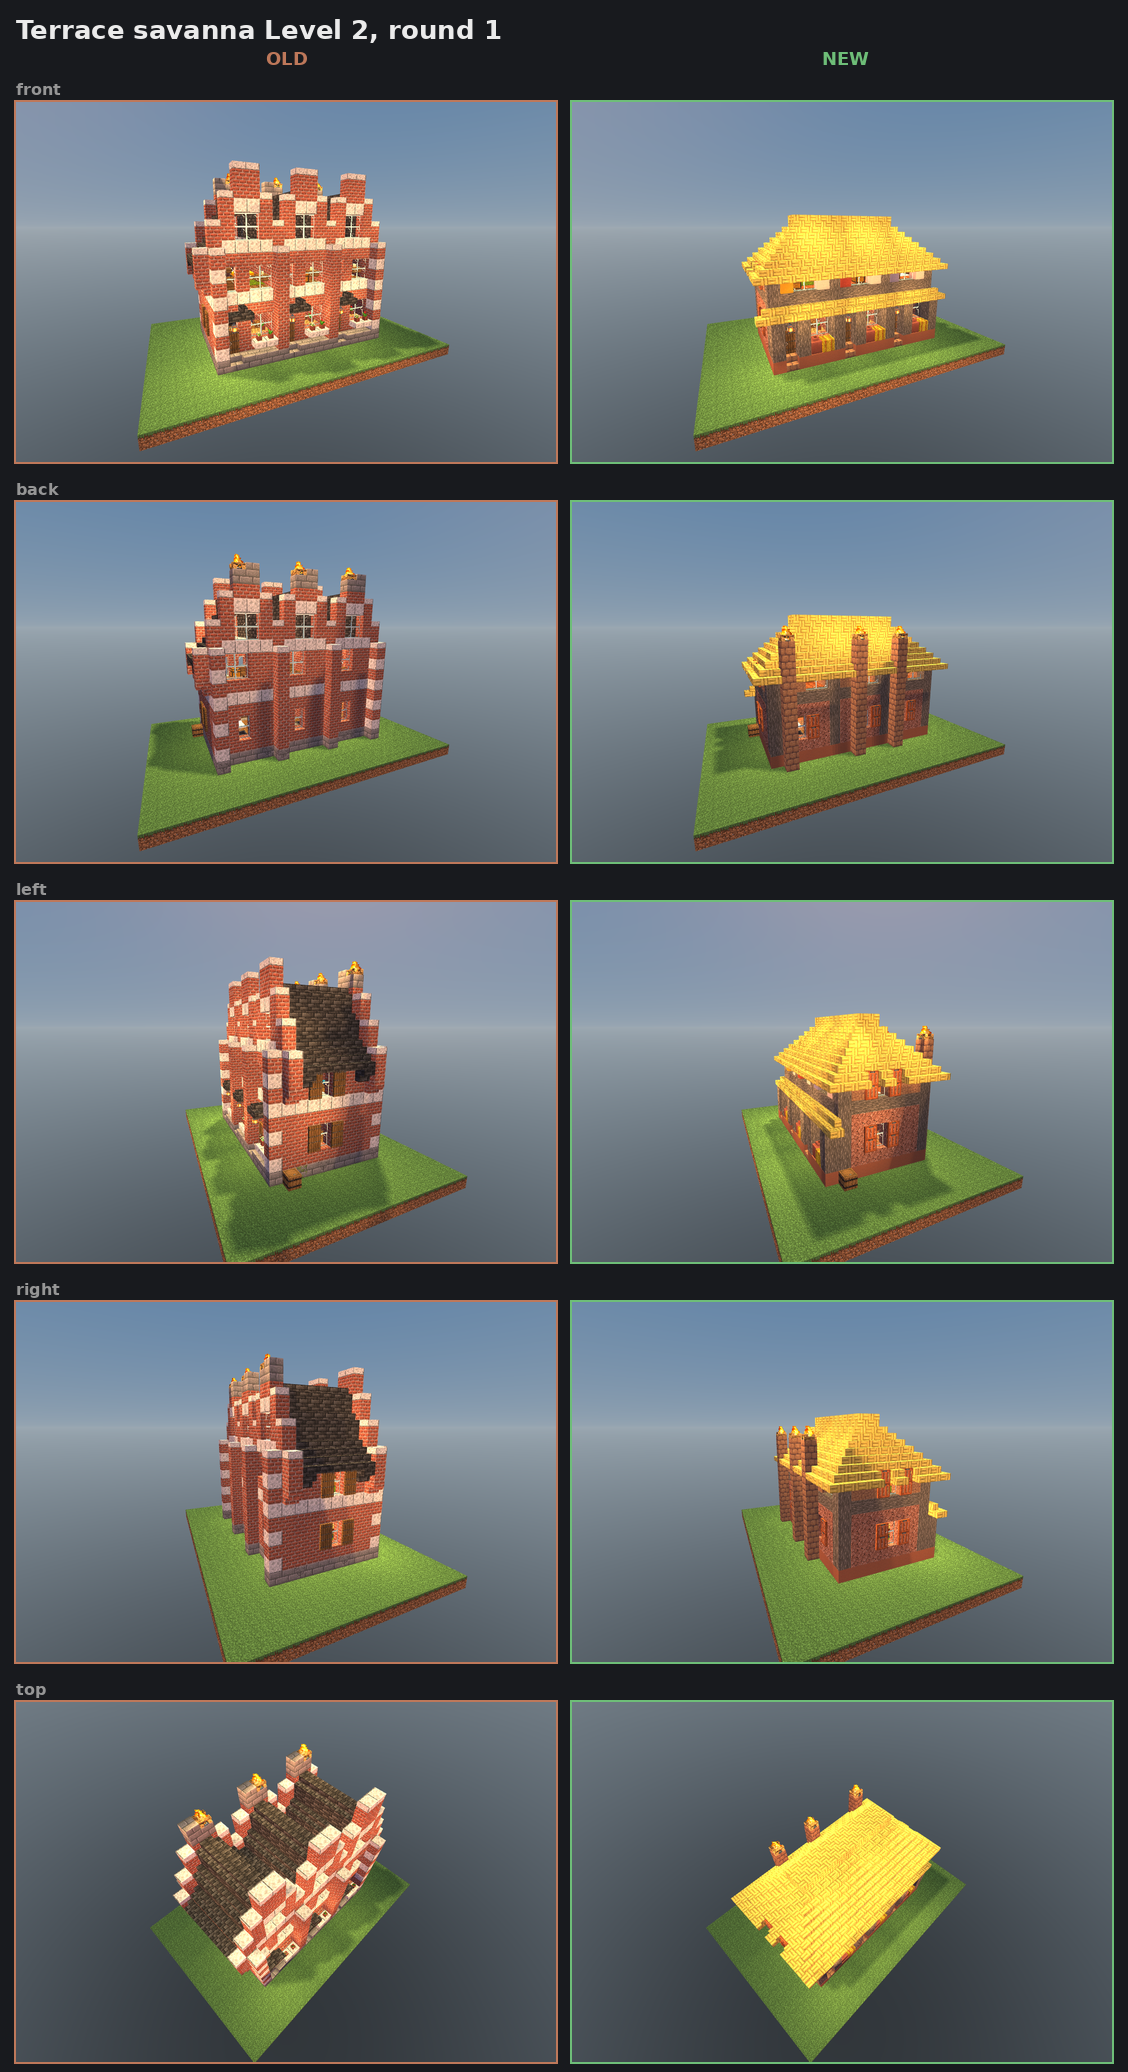 Terrace savanna Level 2, round 1
OLD
NEW
front
back
left
right
top